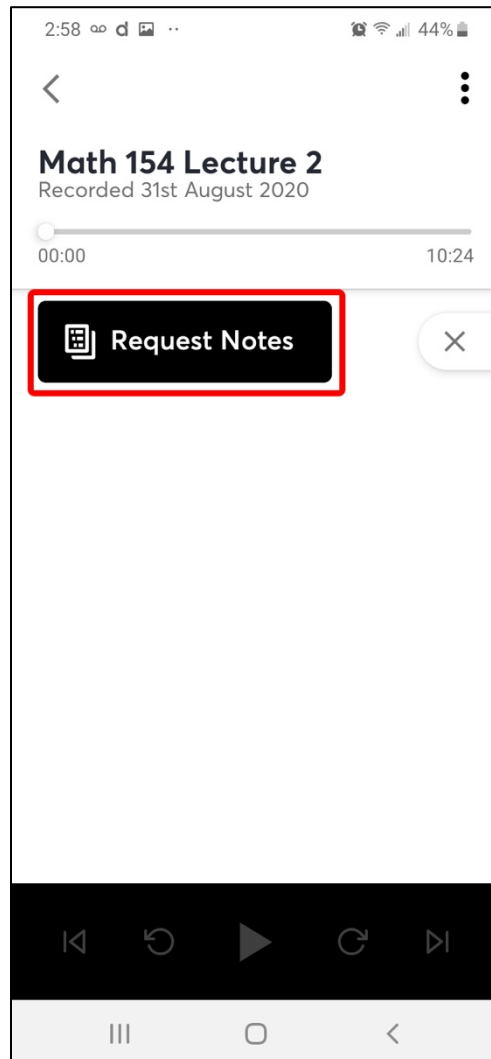 2:58 44%
Math 154 Lecture 2
Recorded 31st August 2020
00:00 10:24
Request Notes